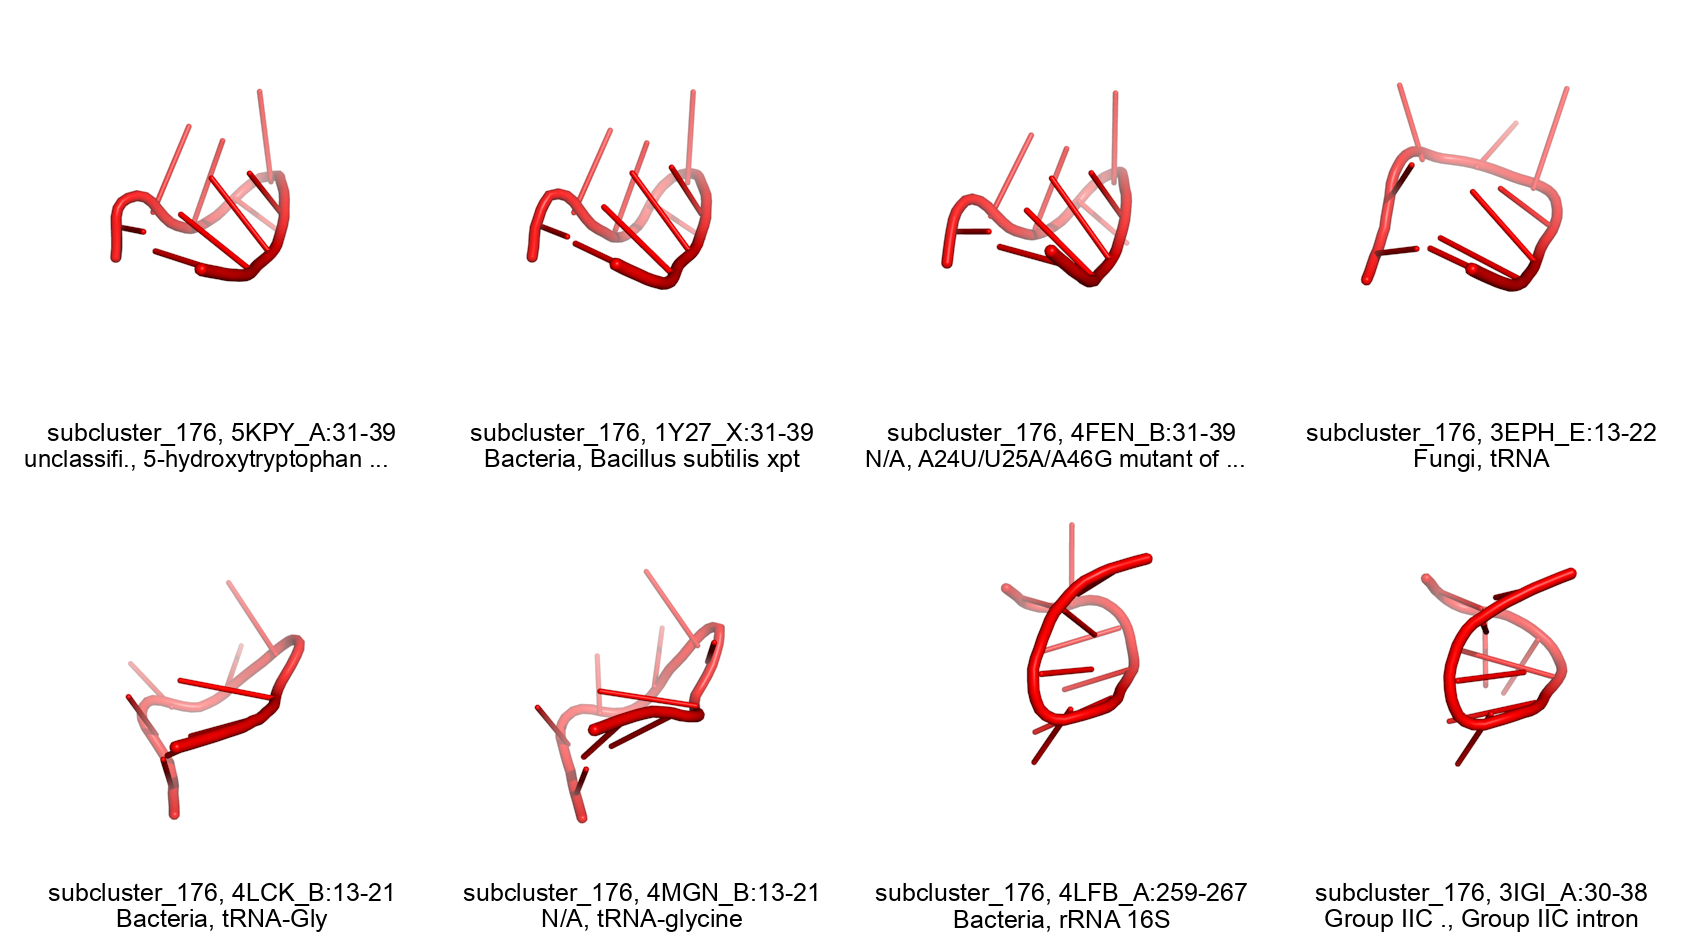 subcluster_176, 5KPY_A:31-39
unclassifi., 5-hydroxytryptophan ...
subcluster_176, 1Y27_X:31-39
Bacteria, Bacillus subtilis xpt
subcluster_176, 4FEN_B:31-39
N/A, A24U/U25A/A46G mutant of ...
subcluster_176, 3EPH_E:13-22
Fungi, tRNA
subcluster_176, 4LCK_B:13-21
Bacteria, tRNA-Gly
subcluster_176, 4MGN_B:13-21
N/A, tRNA-glycine
subcluster_176, 4LFB_A:259-267
Bacteria, rRNA 16S
subcluster_176, 3IGI_A:30-38
Group IIC ., Group IIC intron